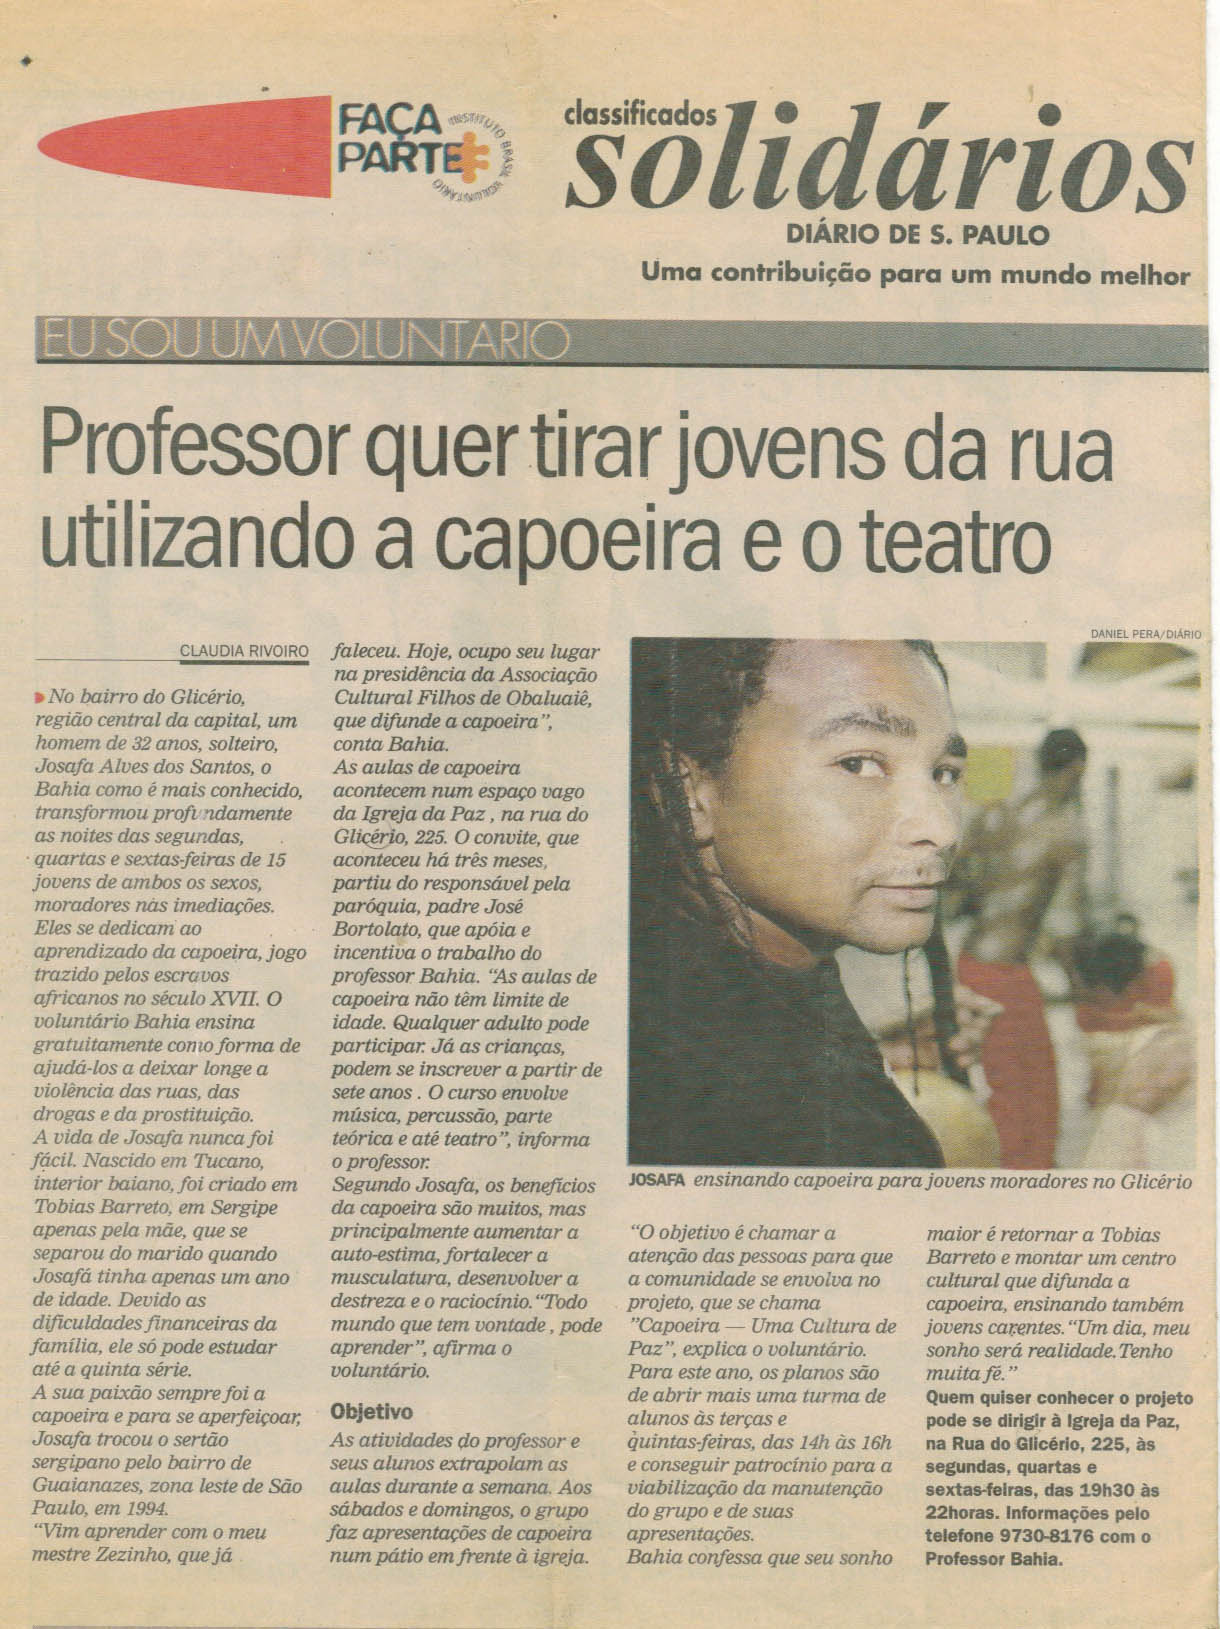 FAÇA
PARTE
INSTITUTO BRASIL VOLUNTÁRIO
classificados
solidários
DIÁRIO DE S. PAULO
Uma contribuição para um mundo melhor
EU SOU UM VOLUNTARIO
Professor quer tirar jovens da rua
utilizando a capoeira e o teatro
CLAUDIA RIVOIRO
No bairro do Glicério,
região central da capital, um
homem de 32 anos, solteiro,
Josafa Alves dos Santos, o
Bahia como é mais conhecido,
transformou profundamente
as noites das segundas,
quartas e sextas-feiras de 15
jovens de ambos os sexos,
moradores nas imediações.
Eles se dedicam ao
aprendizado da capoeira, jogo
trazido pelos escravos
africanos no século XVII. O
voluntário Bahia ensina
gratuitamente como forma de
ajudá-los a deixar longe a
violência das ruas, das
drogas e da prostituição.
A vida de Josafa nunca foi
fácil. Nascido em Tucano,
interior baiano, foi criado em
Tobias Barreto, em Sergipe
apenas pela mãe, que se
separou do marido quando
Josafá tinha apenas um ano
de idade. Devido as
dificuldades financeiras da
família, ele só pode estudar
até a quinta série.
A sua paixão sempre foi a
capoeira e para se aperfeiçoar,
Josafa trocou o sertão
sergipano pelo bairro de
Guaianazes, zona leste de São
Paulo, em 1994.
“Vim aprender com o meu
mestre Zezinho, que já
faleceu. Hoje, ocupo seu lugar
na presidência da Associação
Cultural Filhos de Obaluaiê,
que difunde a capoeira”,
conta Bahia.
As aulas de capoeira
acontecem num espaço vago
da Igreja da Paz , na rua do
Glicério, 225. O convite, que
aconteceu há três meses,
partiu do responsável pela
paróquia, padre José
Bortolato, que apóia e
incentiva o trabalho do
professor Bahia. “As aulas de
capoeira não têm limite de
idade. Qualquer adulto pode
participar. Já as crianças,
podem se inscrever a partir de
sete anos . O curso envolve
música, percussão, parte
teórica e até teatro”, informa
o professor.
Segundo Josafa, os benefícios
da capoeira são muitos, mas
principalmente aumentar a
auto-estima, fortalecer a
musculatura, desenvolver a
destreza e o raciocínio.“Todo
mundo que tem vontade , pode
aprender”, afirma o
voluntário.
Objetivo
As atividades do professor e
seus alunos extrapolam as
aulas durante a semana. Aos
sábados e domingos, o grupo
faz apresentações de capoeira
num pátio em frente à igreja.
DANIEL PERA/DIÁRIO
JOSAFA ensinando capoeira para jovens moradores no Glicério
“O objetivo é chamar a
atenção das pessoas para que
a comunidade se envolva no
projeto, que se chama
”Capoeira — Uma Cultura de
Paz”, explica o voluntário.
Para este ano, os planos são
de abrir mais uma turma de
alunos às terças e
quintas-feiras, das 14h às 16h
e conseguir patrocínio para a
viabilização da manutenção
do grupo e de suas
apresentações.
Bahia confessa que seu sonho
maior é retornar a Tobias
Barreto e montar um centro
cultural que difunda a
capoeira, ensinando também
jovens carentes.“Um dia, meu
sonho será realidade.Tenho
muita fé.”
Quem quiser conhecer o projeto
pode se dirigir à Igreja da Paz,
na Rua do Glicério, 225, às
segundas, quartas e
sextas-feiras, das 19h30 às
22horas. Informações pelo
telefone 9730-8176 com o
Professor Bahia.